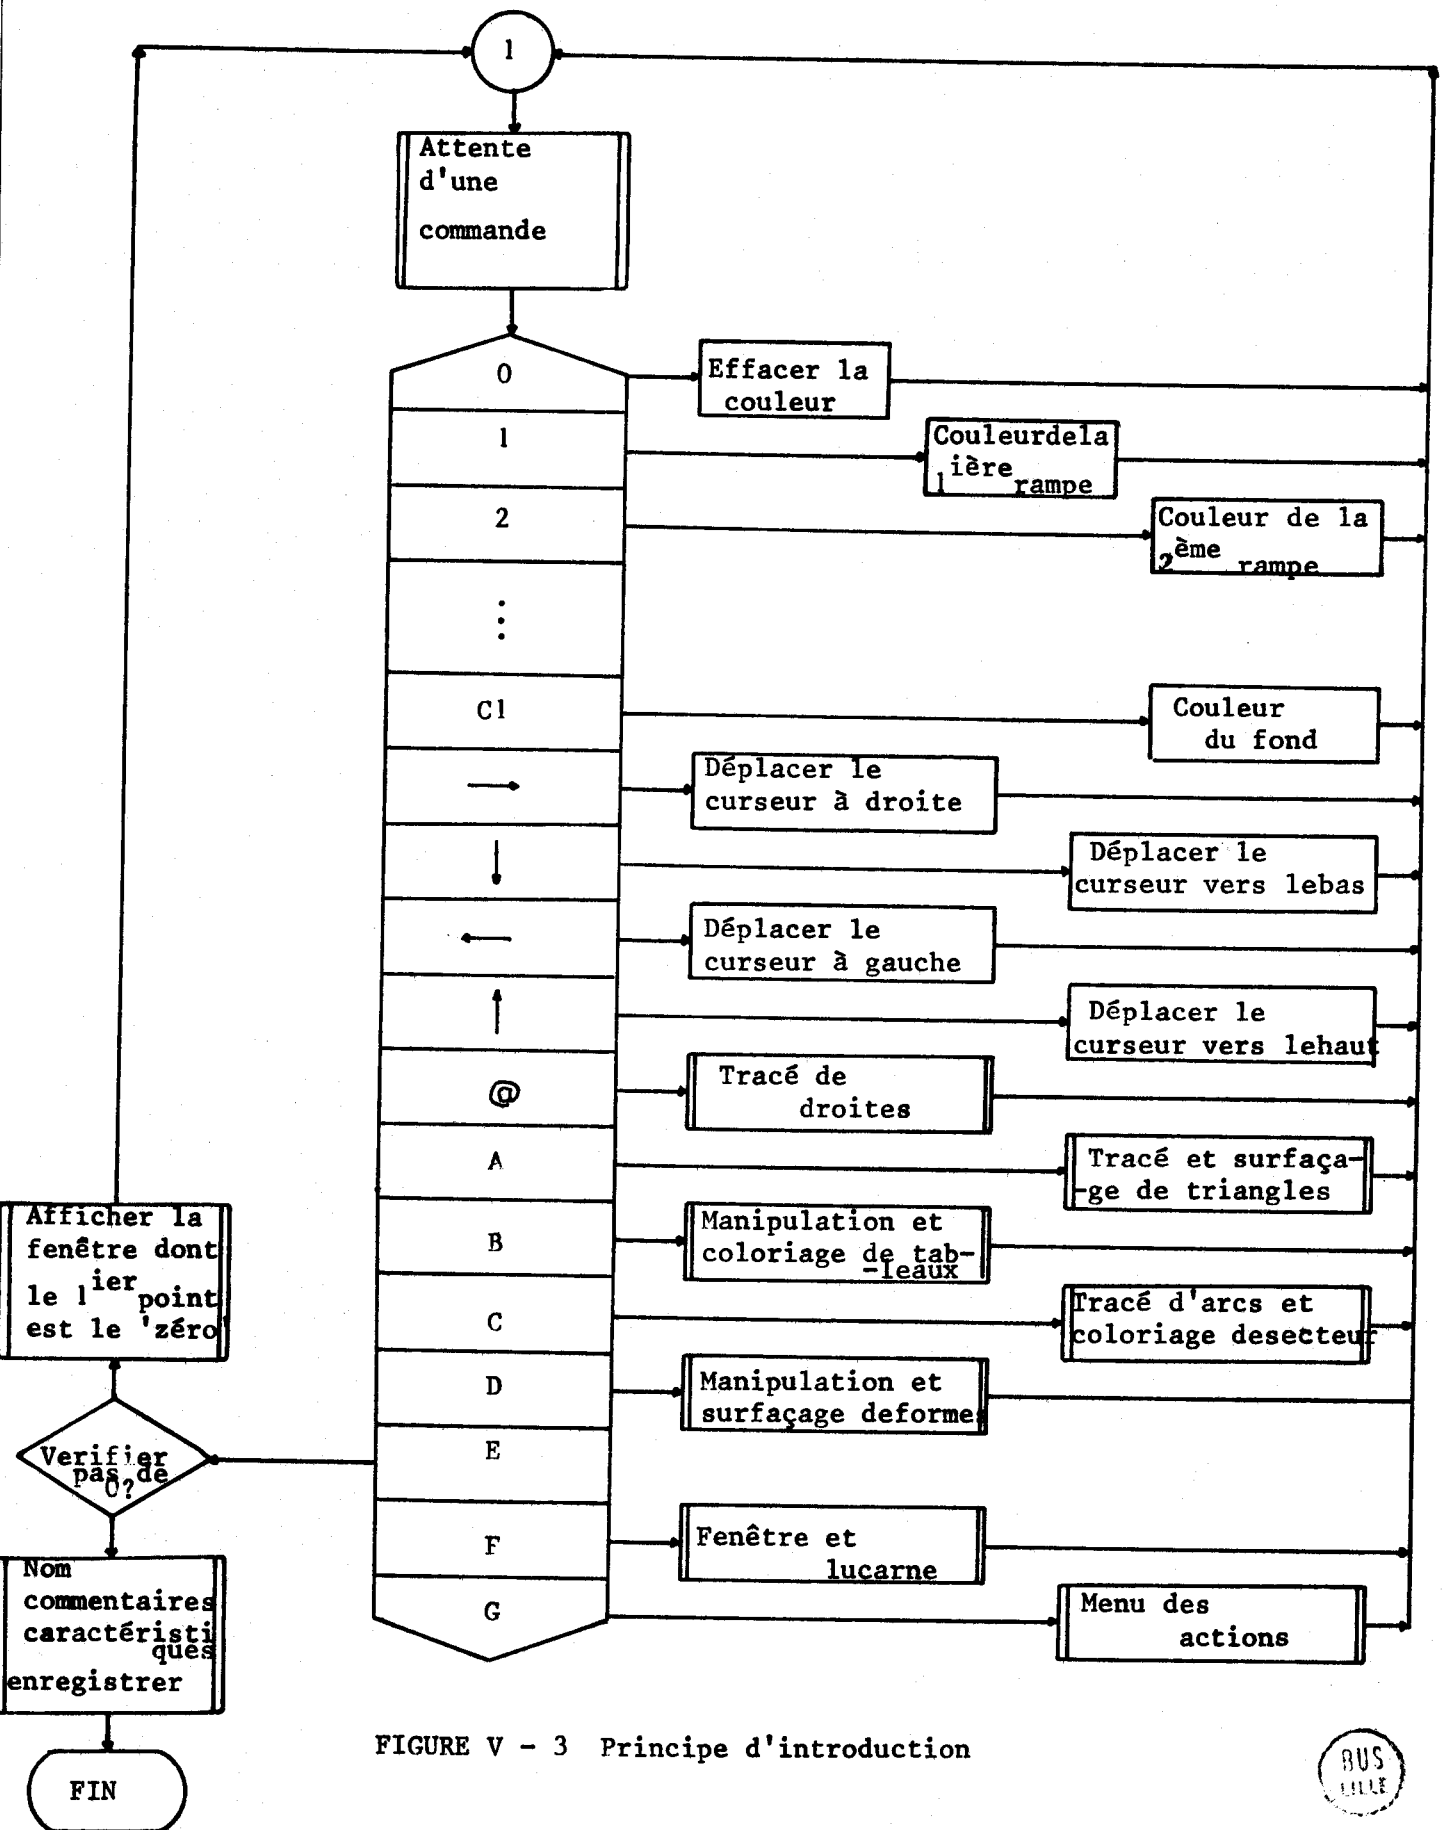 1
Attente
d'une
commande
0
Effacer la
couleur
1
Couleurdela
1ière rampe
2
Couleur de la
2ème rampe
⋮
C1
Couleur
du fond
→
Déplacer le
curseur à droite
↓
Déplacer le
curseur vers lebas
←
Déplacer le
curseur à gauche
↑
Déplacer le
curseur vers lehaut
@
Tracé de
droites
A
Tracé et surfaça-
-ge de triangles
B
Manipulation et
coloriage de tab-
-leaux
C
Tracé d'arcs et
coloriage desecteur
D
Manipulation et
surfaçage deformes
E
F
Fenêtre et
lucarne
G
Menu des
actions
Afficher la
fenêtre dont
le 1ier point
est le 'zéro'
Verifier
pas de
0?
Nom
commentaires
caractéristi
ques
enregistrer
FIN
FIGURE V - 3 Principe d'introduction
BUS
LILLE